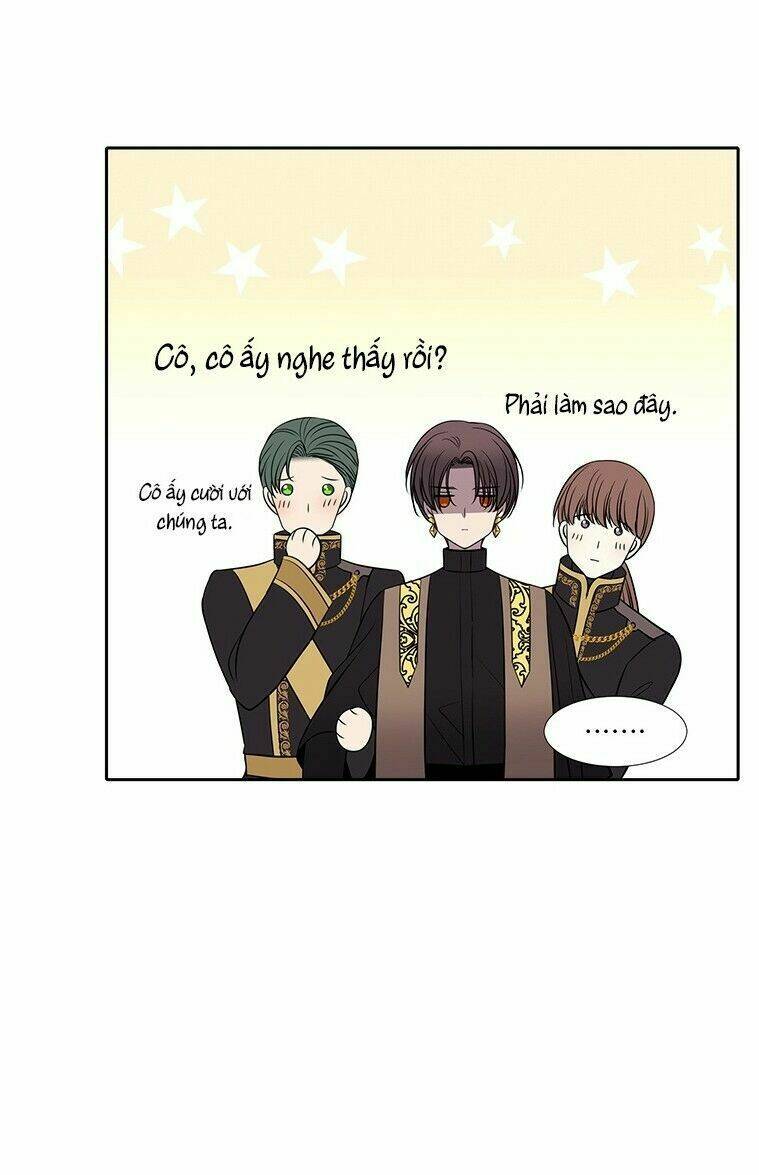 Cô, cô ấy nghe thấy rồi?
Phải làm sao đây.
Cô ấy cười với
chúng ta.
.......